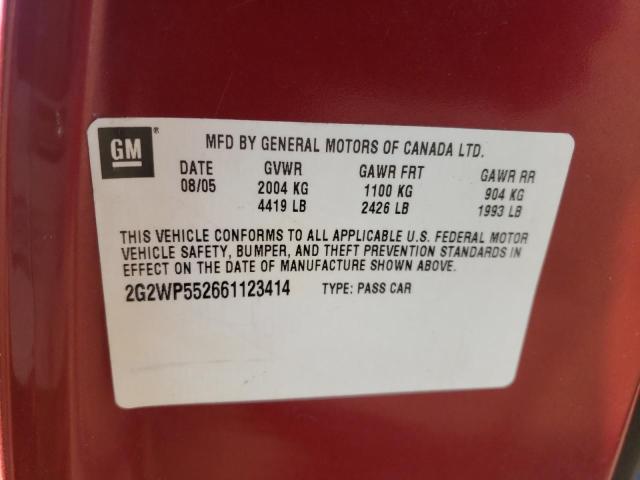 GM®
MFD BY GENERAL MOTORS OF CANADA LTD.
DATE GVWR GAWR FRT GAWR RR
08/05 2004 KG 1100 KG 904 KG
4419 LB 2426 LB 1993 LB
THIS VEHICLE CONFORMS TO ALL APPLICABLE U.S. FEDERAL MOTOR
VEHICLE SAFETY, BUMPER, AND THEFT PREVENTION STANDARDS IN
EFFECT ON THE DATE OF MANUFACTURE SHOWN ABOVE.
2G2WP552661123414 TYPE: PASS CAR